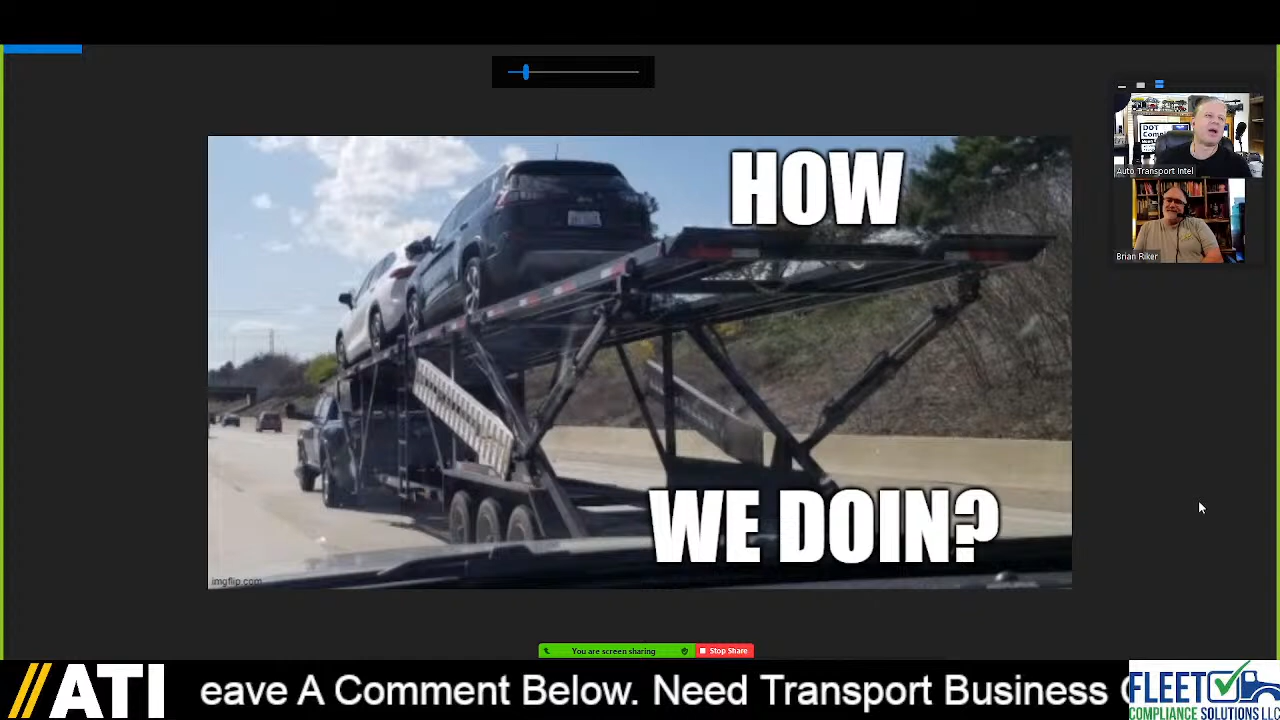 HOW
WE DOIN?
imgflip.com
DOT
Auto Transport Intel
Brian Riker
You are screen sharing
Stop Share
//ATI
eave A Comment Below. Need Transport Business
FLEET
COMPLIANCE SOLUTIONS LLC